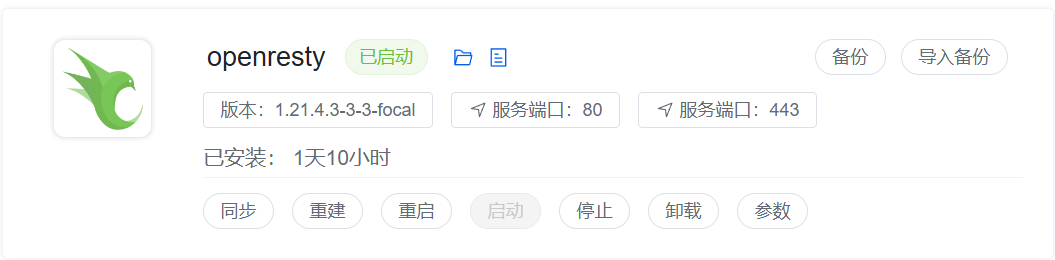 openresty 已启动 备份 导入备份
版本：1.21.4.3-3-3-focal 服务端口：80 服务端口：443
已安装： 1天10小时
同步 重建 重启 启动 停止 卸载 参数